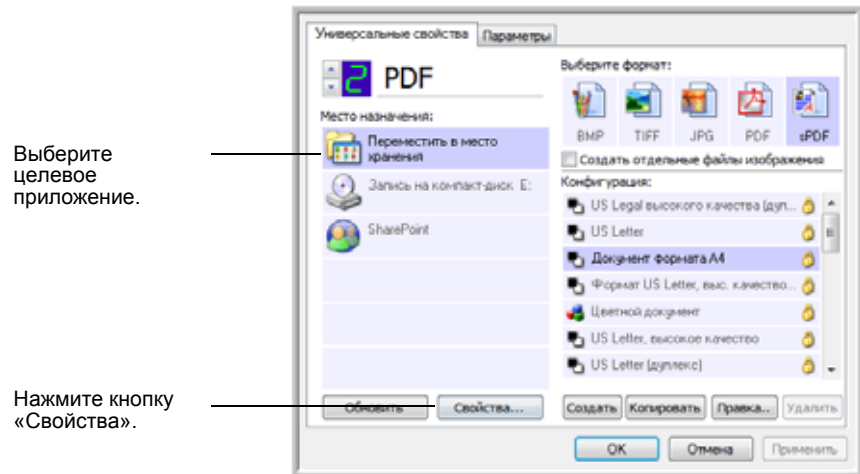 Универсальные свойства
Параметры
2 PDF
Место назначения:
Переместить в место
хранения
Запись на компакт-диск E:
SharePoint
Выберите
целевое
приложение.
Нажмите кнопку
«Свойства».
Обновить
Свойства...
Выберите формат:
BMP TIFF JPG PDF sPDF
Создать отдельные файлы изображения
Конфигурация:
US Legal высокого качества (дуп...
US Letter
Документ формата A4
Формат US Letter, выс. качество...
Цветной документ
US Letter, высокое качество
US Letter (дуплекс)
Создать Копировать Правка... Удалить
OK Отмена Применить